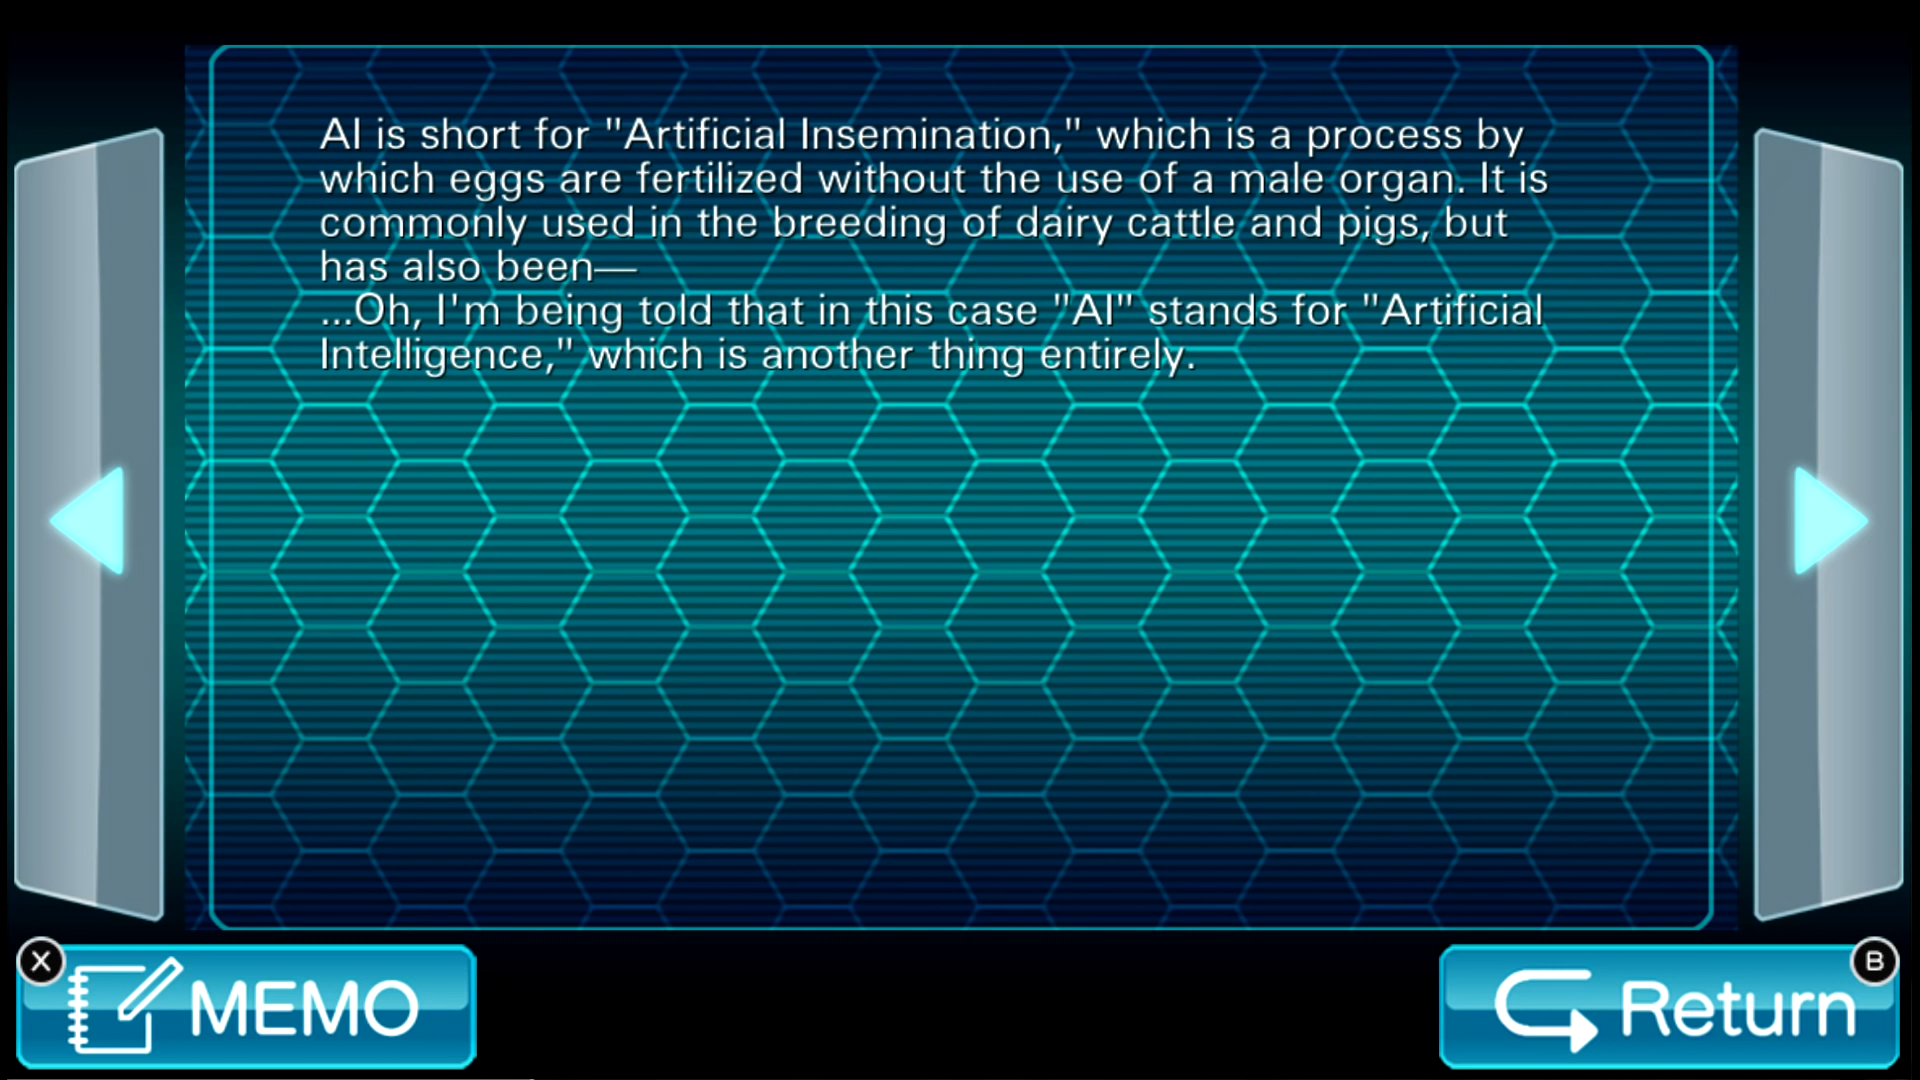 AI is short for "Artificial Insemination," which is a process by
which eggs are fertilized without the use of a male organ. It is
commonly used in the breeding of dairy cattle and pigs, but
has also been—
...Oh, I'm being told that in this case "AI" stands for "Artificial
Intelligence," which is another thing entirely.
X
MEMO
B
Return